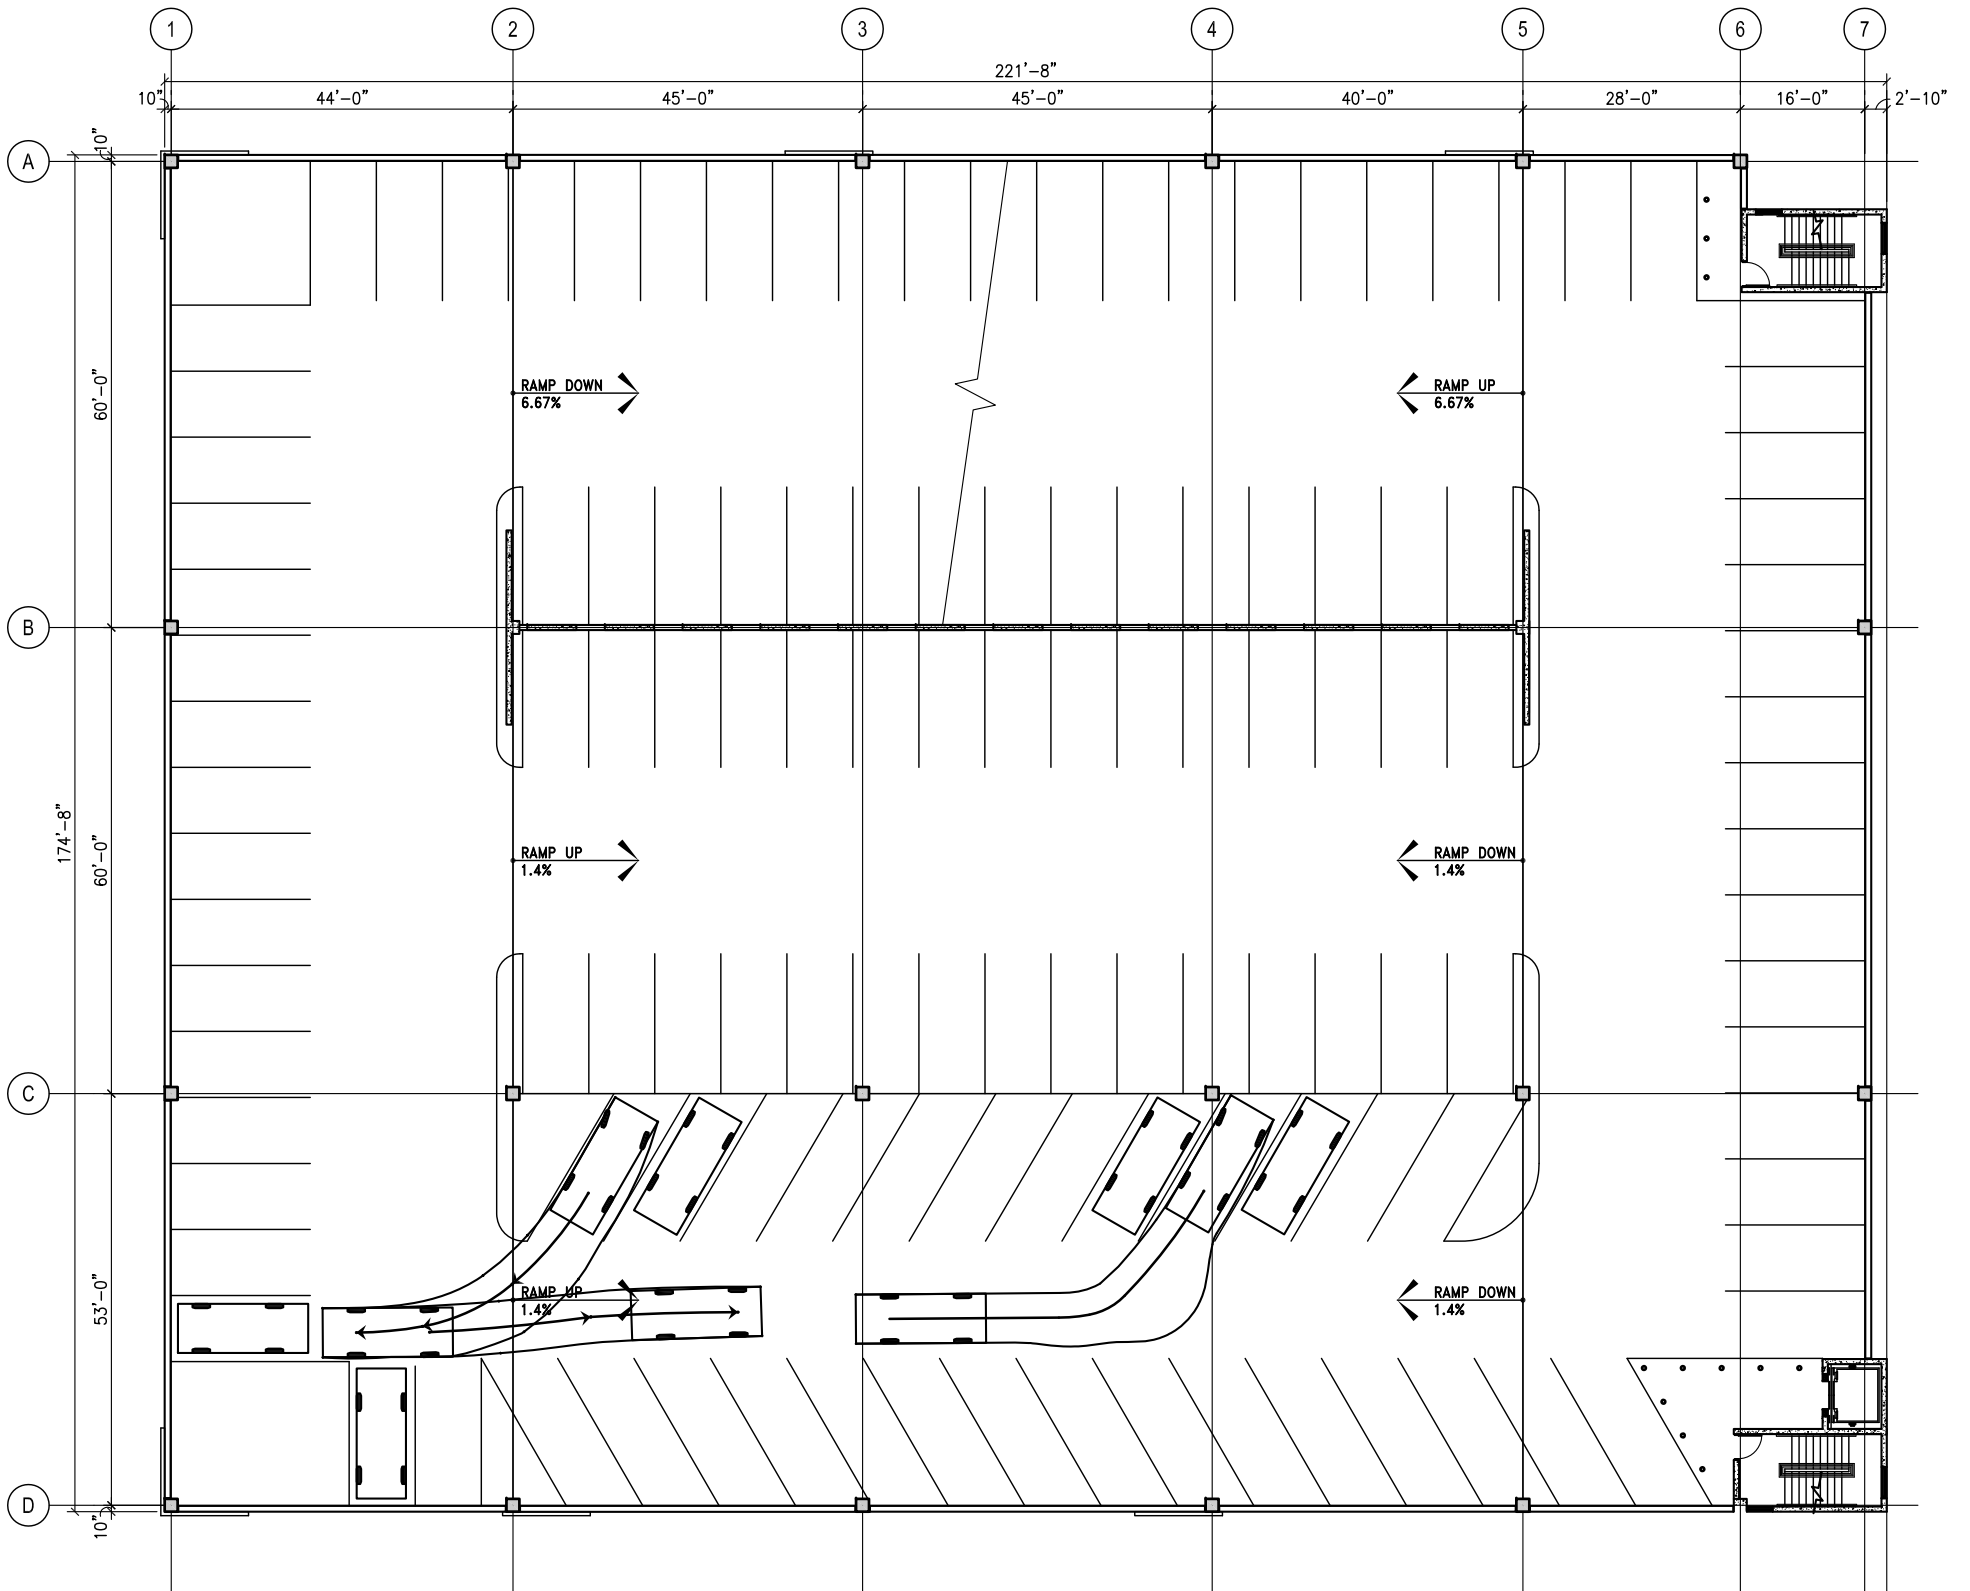 1 2 3 4 5 6 7
221'-8"
10" 44'-0" 45'-0" 45'-0" 40'-0" 28'-0" 16'-0" 2'-10"
10"
A
RAMP DOWN
6.67%
RAMP UP
6.67%
60'-0"
B
174'-8"
RAMP UP
1.4%
RAMP DOWN
1.4%
60'-0"
C
RAMP UP
1.4%
RAMP DOWN
1.4%
53'-0"
D
10"